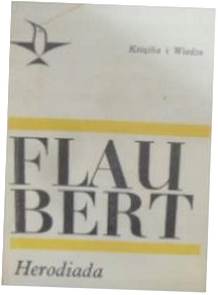 Książka i Wiedza
FLAU
BERT
Herodiada